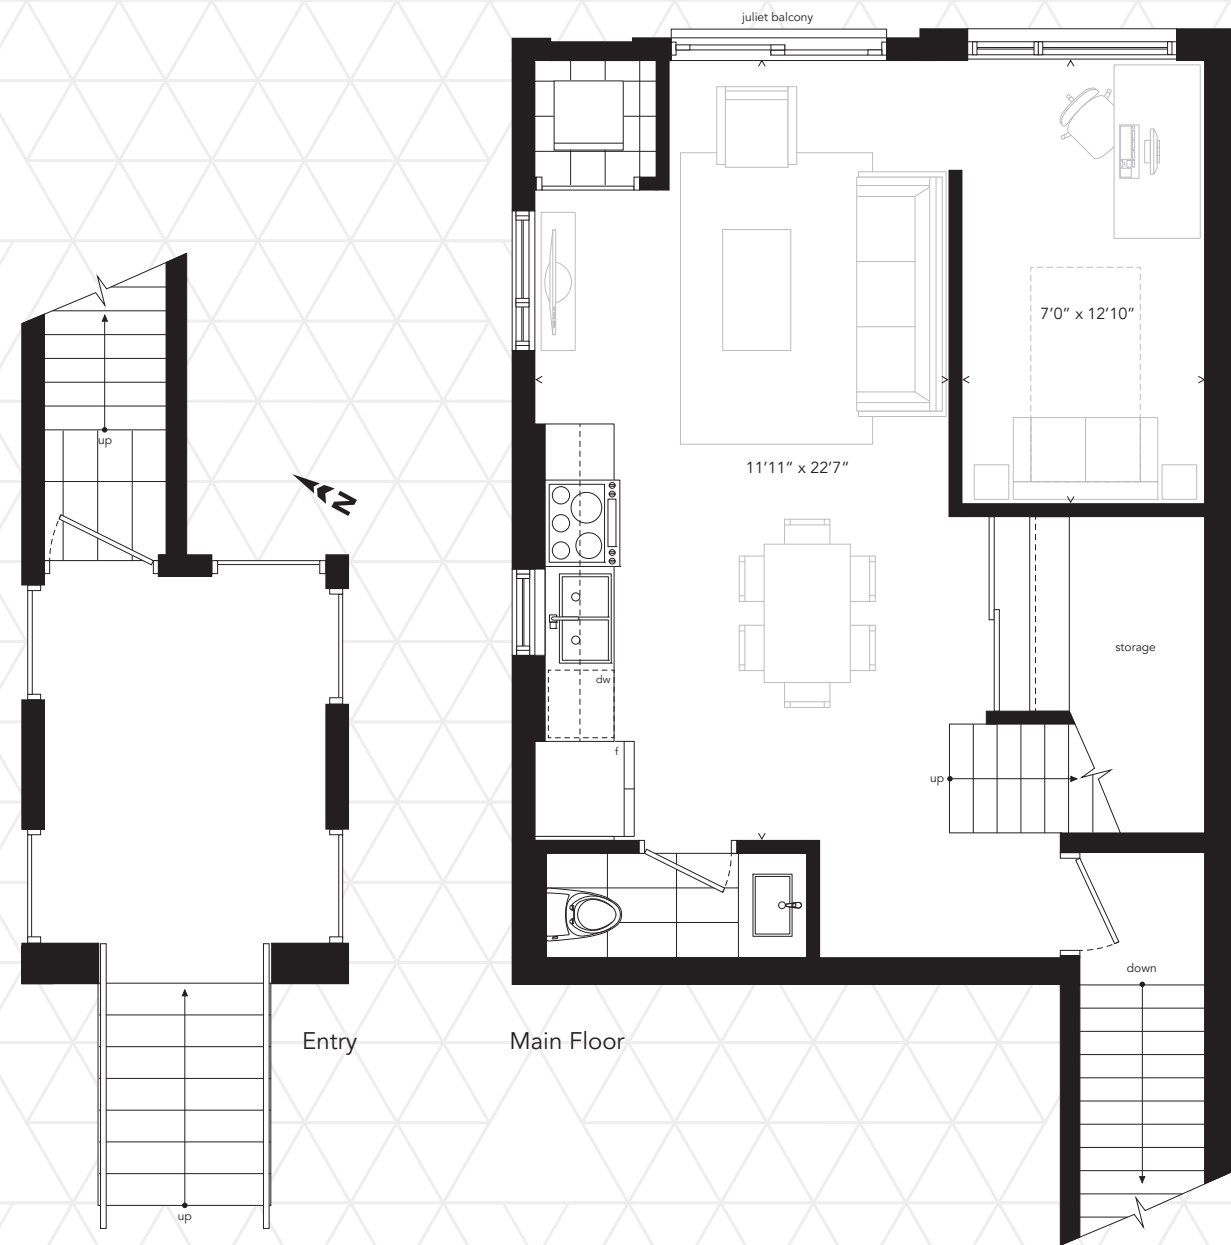 juliet balcony
7'0" x 12'10"
up
11'11" x 22'7"
N
storage
dw
f
up
down
Entry
Main Floor
up